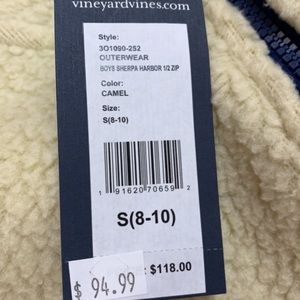 vineyardvines.com
Style:
3O1090-252
OUTERWEAR
BOYS SHERPA HARBOR 1/2 ZIP
Color:
CAMEL
Size:
S(8-10)
1 91620 70659 2
S(8-10)
: $118.00
94.99